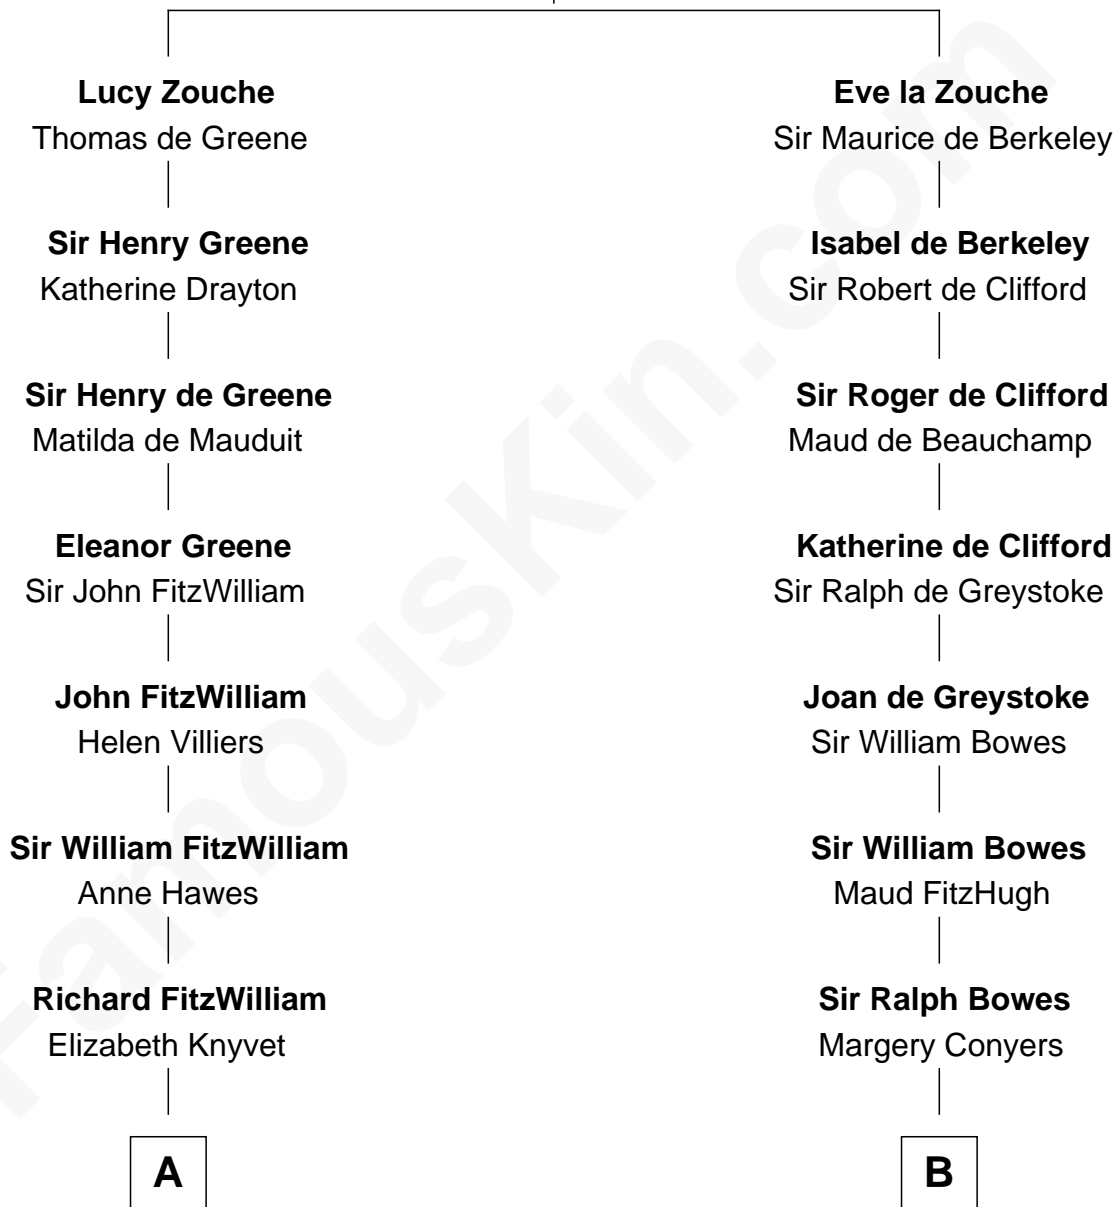 Lucy Zouche
Thomas de Greene
Sir Henry Greene
Katherine Drayton
Sir Henry de Greene
Matilda de Mauduit
Eleanor Greene
Sir John FitzWilliam
John FitzWilliam
Helen Villiers
Sir William FitzWilliam
Anne Hawes
Richard FitzWilliam
Elizabeth Knyvet
A
Eve la Zouche
Sir Maurice de Berkeley
Isabel de Berkeley
Sir Robert de Clifford
Sir Roger de Clifford
Maud de Beauchamp
Katherine de Clifford
Sir Ralph de Greystoke
Joan de Greystoke
Sir William Bowes
Sir William Bowes
Maud FitzHugh
Sir Ralph Bowes
Margery Conyers
B
FamousKin.com